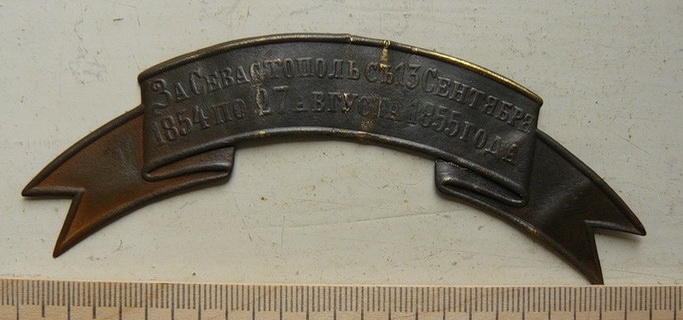 За Севастополь съ 13 Сентября
1854 по 27 Августа 1855 года